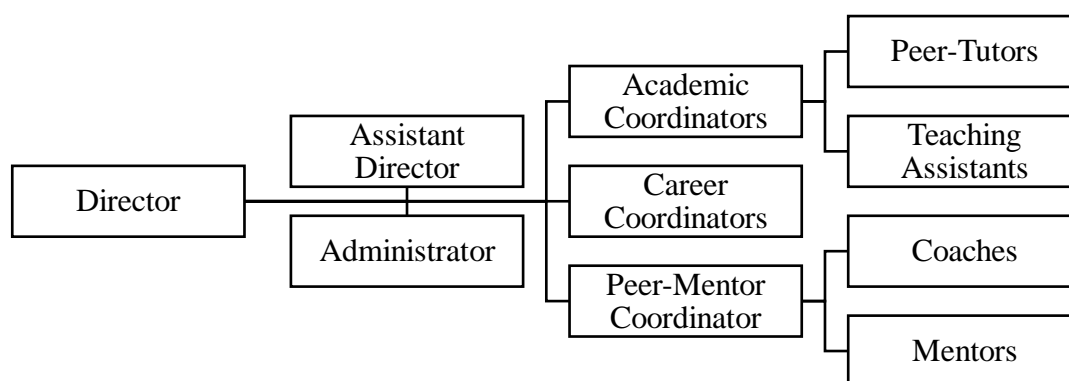 Director
Assistant
Director
Administrator
Academic
Coordinators
Career
Coordinators
Peer-Mentor
Coordinator
Peer-Tutors
Teaching
Assistants
Coaches
Mentors